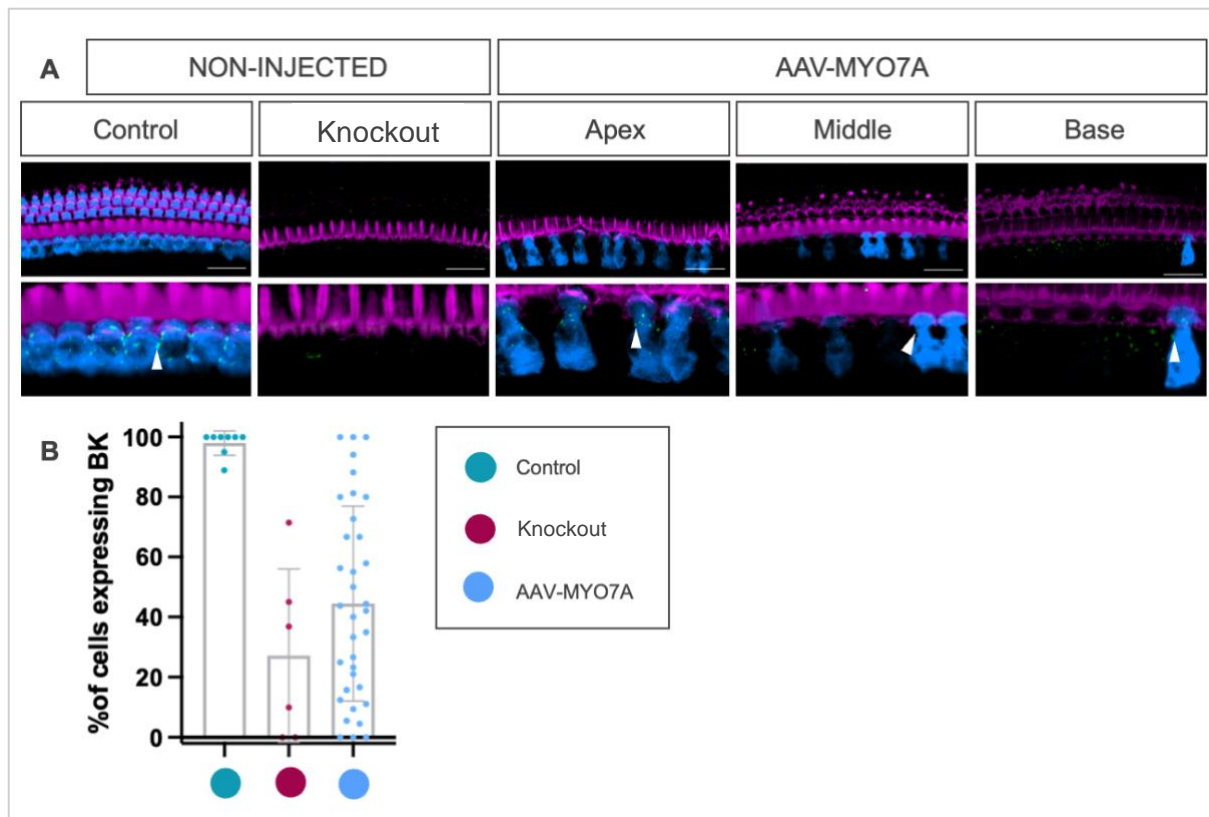 A
NON-INJECTED
AAV-MYO7A
Control
Knockout
Apex
Middle
Base
B
%of cells expressing BK
100
80
60
40
20
0
Control
Knockout
AAV-MYO7A